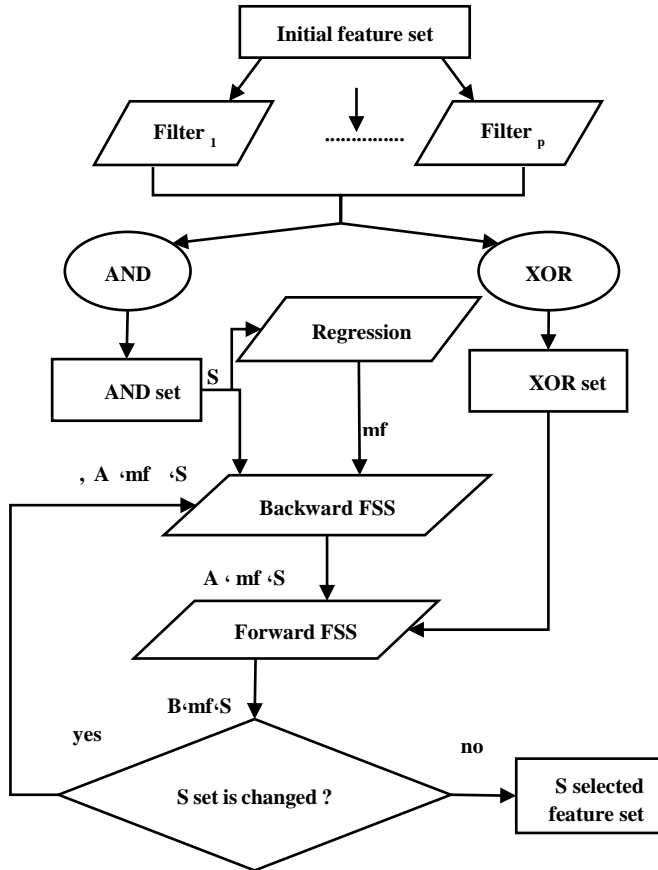 Initial feature set
Filter 1
...............
Filter p
AND
XOR
Regression
AND set
S
XOR set
mf
, A ،mf ،S
Backward FSS
A ، mf ،S
Forward FSS
B،mf،S
yes
no
S set is changed ?
S selected
feature set